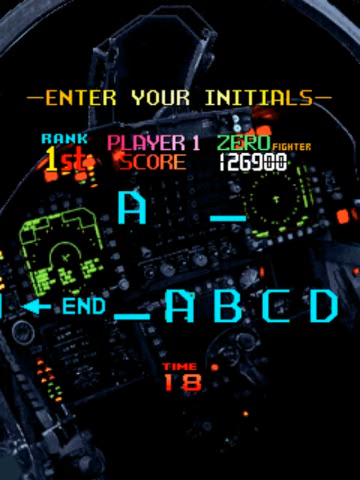 —ENTER YOUR INITIALS—
RANK PLAYER 1 ZERO FIGHTER
1st SCORE 126900
A _
← END _ A B C D
TIME
18